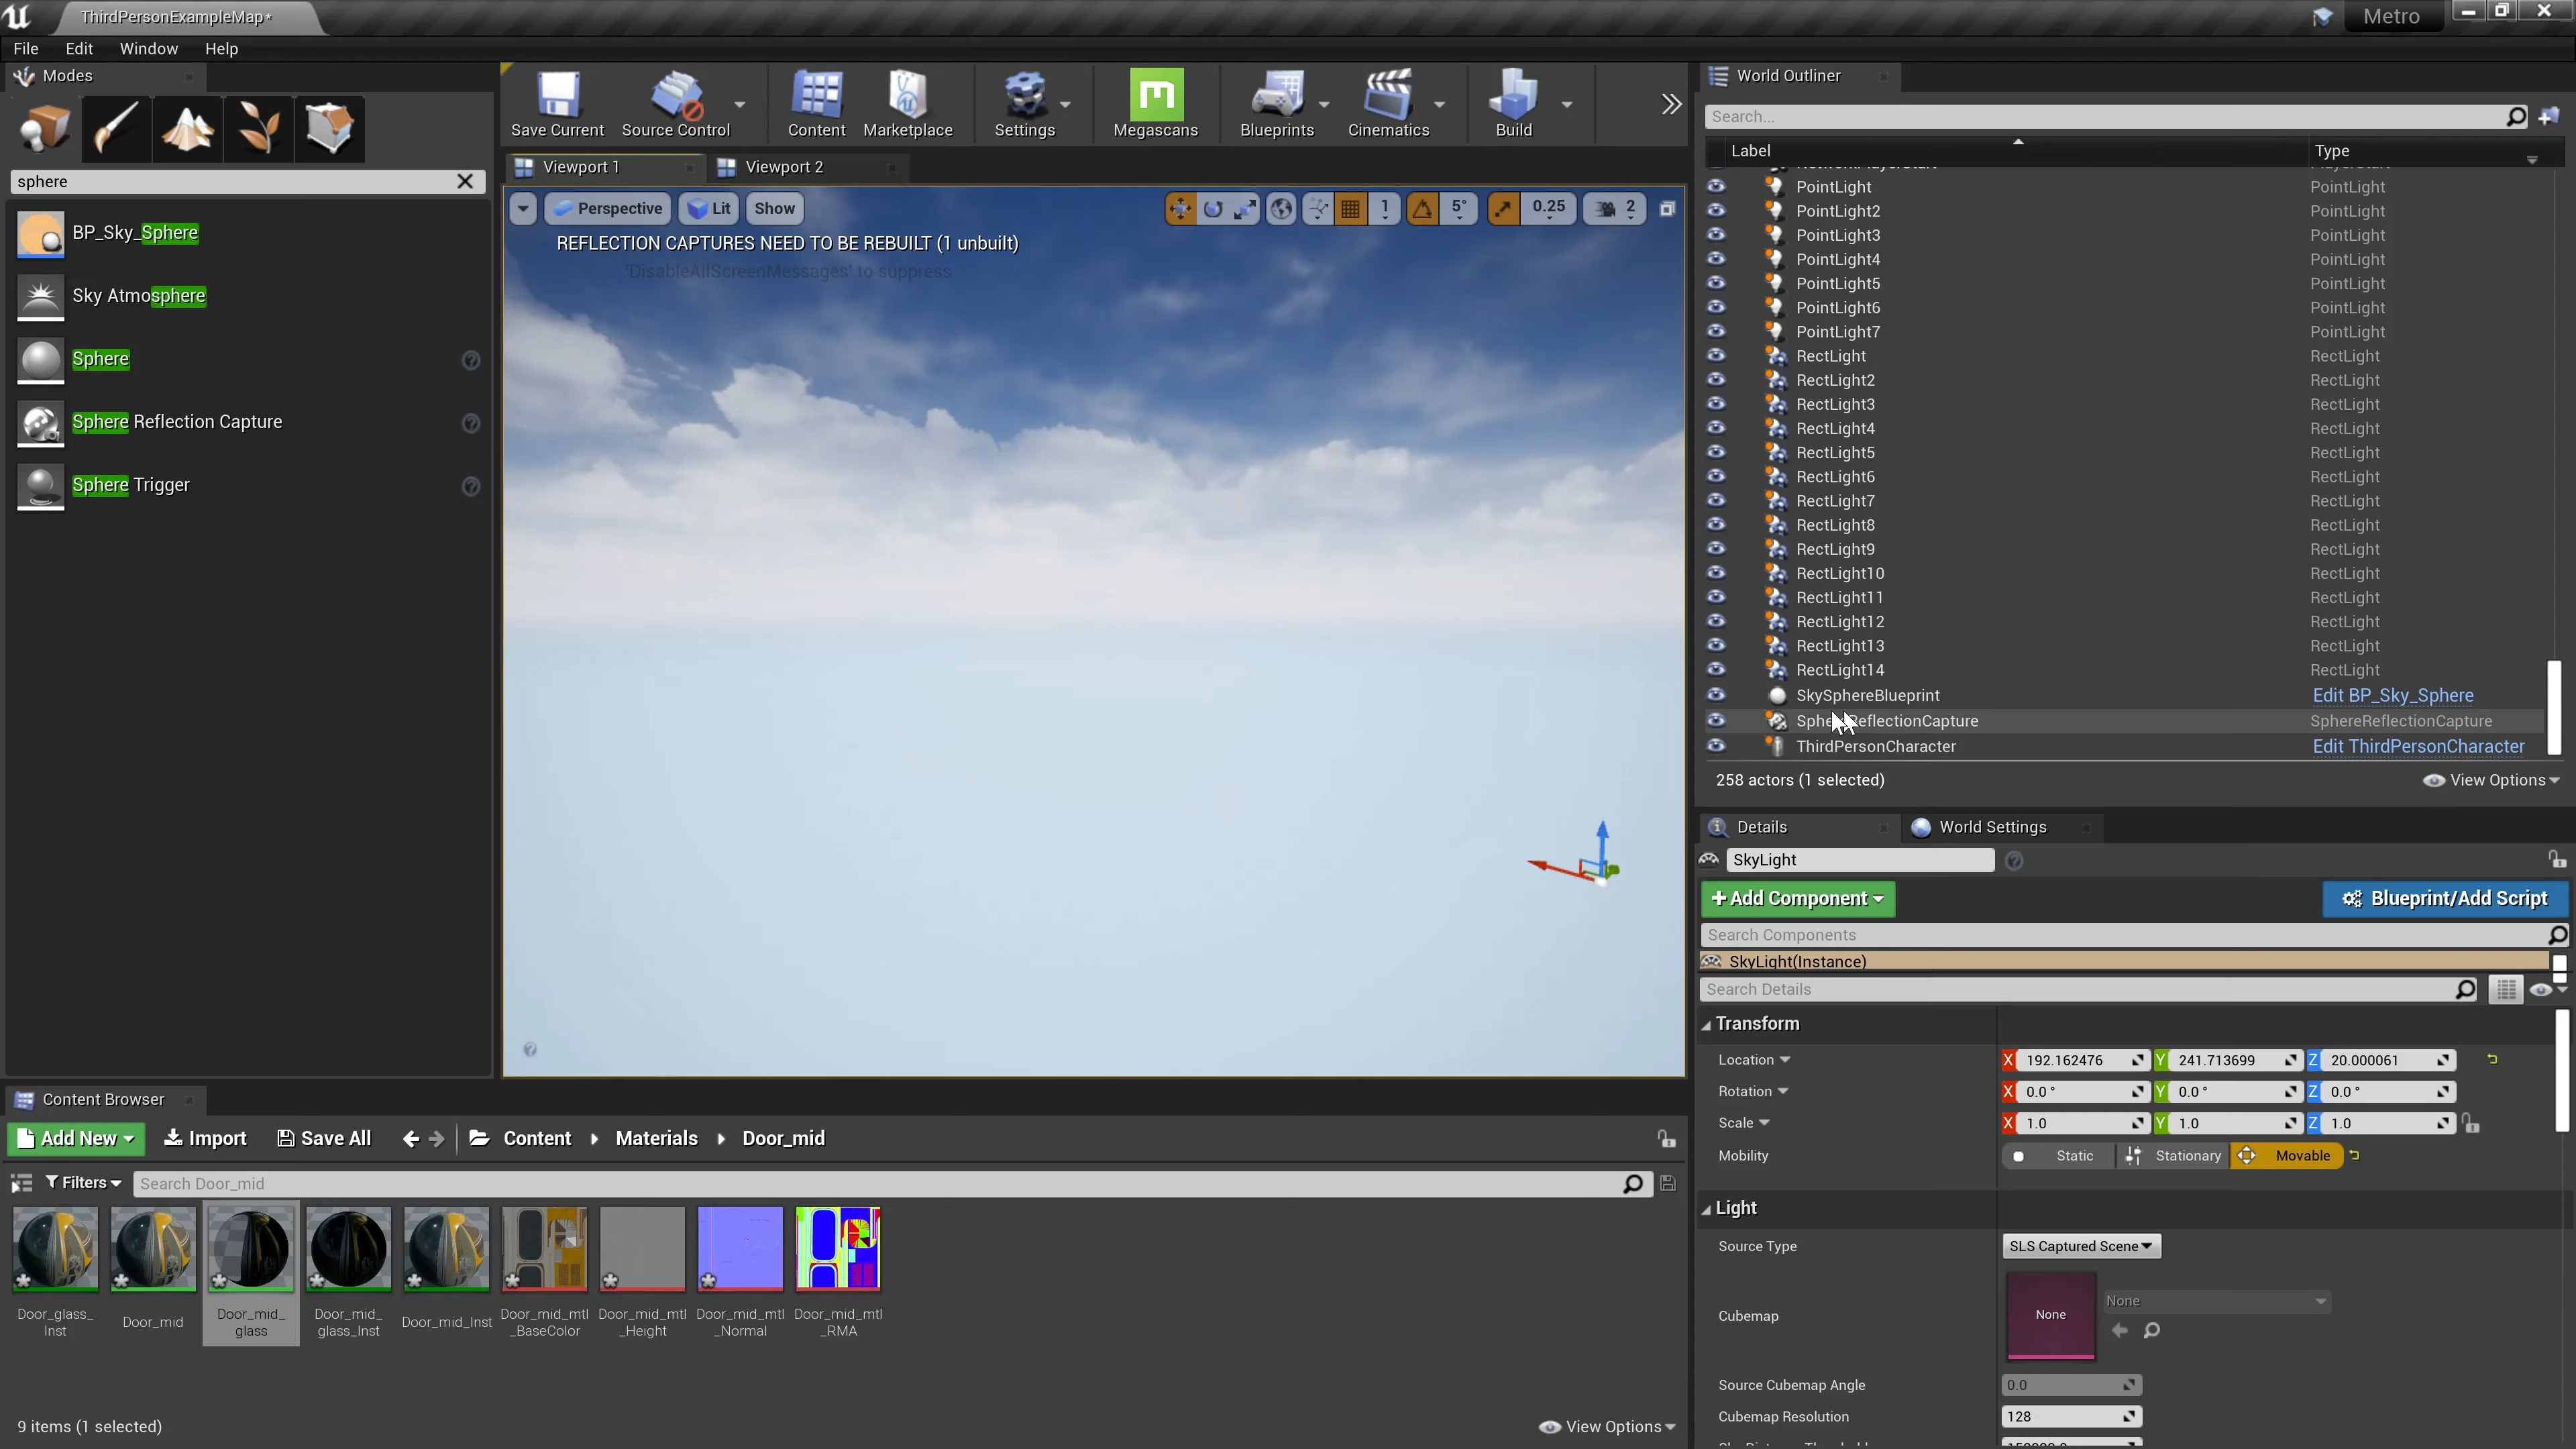 ThirdPersonExampleMap*
Metro
File Edit Window Help
Modes
sphere
BP_Sky_Sphere
Sky Atmosphere
Sphere
Sphere Reflection Capture
Sphere Trigger
Save Current Source Control Content Marketplace Settings Megascans Blueprints Cinematics Build
Viewport 1 Viewport 2
Perspective Lit Show 1 5° 0.25 2
REFLECTION CAPTURES NEED TO BE REBUILT (1 unbuilt)
'DisableAllScreenMessages' to suppress
World Outliner
Search...
Label Type
PointLight PointLight
PointLight2 PointLight
PointLight3 PointLight
PointLight4 PointLight
PointLight5 PointLight
PointLight6 PointLight
PointLight7 PointLight
RectLight RectLight
RectLight2 RectLight
RectLight3 RectLight
RectLight4 RectLight
RectLight5 RectLight
RectLight6 RectLight
RectLight7 RectLight
RectLight8 RectLight
RectLight9 RectLight
RectLight10 RectLight
RectLight11 RectLight
RectLight12 RectLight
RectLight13 RectLight
RectLight14 RectLight
SkySphereBlueprint Edit BP_Sky_Sphere
SphereReflectionCapture SphereReflectionCapture
ThirdPersonCharacter Edit ThirdPersonCharacter
258 actors (1 selected) View Options
Details World Settings
SkyLight
+Add Component Blueprint/Add Script
Search Components
SkyLight(Instance)
Search Details
Transform
Location X 192.162476 Y 241.713699 Z 20.000061
Rotation X 0.0 ° Y 0.0 ° Z 0.0 °
Scale X 1.0 Y 1.0 Z 1.0
Mobility Static Stationary Movable
Light
Source Type SLS Captured Scene
Cubemap None None
Source Cubemap Angle 0.0
Cubemap Resolution 128
Content Browser
Add New Import Save All Content Materials Door_mid
Filters Search Door_mid
Door_glass_Inst
Door_mid
Door_mid_glass
Door_mid_glass_Inst
Door_mid_Inst
Door_mid_mtl_BaseColor
Door_mid_mtl_Height
Door_mid_mtl_Normal
Door_mid_mtl_RMA
9 items (1 selected) View Options